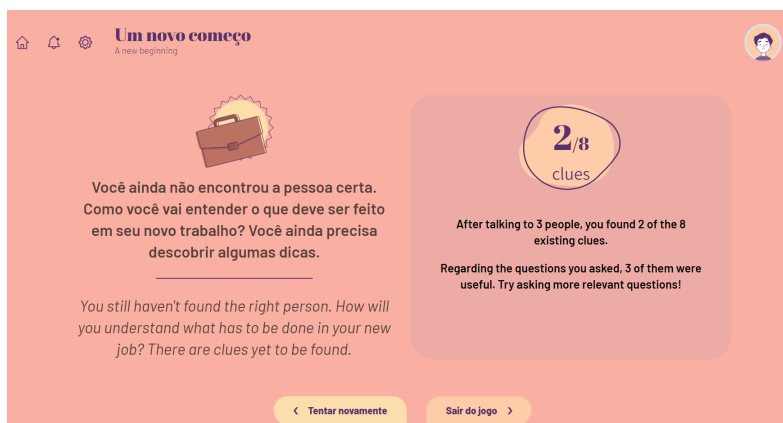 Um novo começo
A new beginning
Você ainda não encontrou a pessoa certa.
Como você vai entender o que deve ser feito
em seu novo trabalho? Você ainda precisa
descobrir algumas dicas.
You still haven't found the right person. How will
you understand what has to be done in your new
job? There are clues yet to be found.
2/8
clues
After talking to 3 people, you found 2 of the 8
existing clues.
Regarding the questions you asked, 3 of them were
useful. Try asking more relevant questions!
Tentar novamente
Sair do jogo